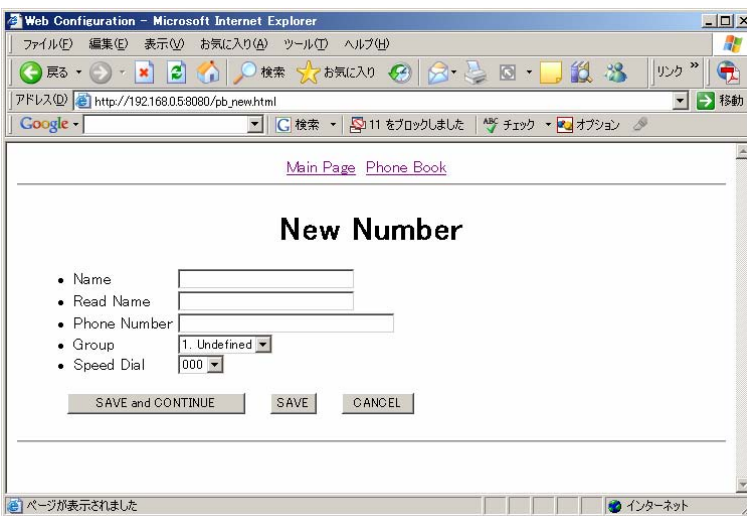 Web Configuration - Microsoft Internet Explorer
ファイル(F) 編集(E) 表示(V) お気に入り(A) ツール(T) ヘルプ(H)
戻る 検索 お気に入り リンク »
アドレス(D) http://192.168.0.5:8080/pb_new.html 移動
Google 検索 11 をブロックしました ABC チェック オプション
Main Page Phone Book
New Number
• Name
• Read Name
• Phone Number
• Group 1. Undefined
• Speed Dial 000
SAVE and CONTINUE SAVE CANCEL
ページが表示されました インターネット